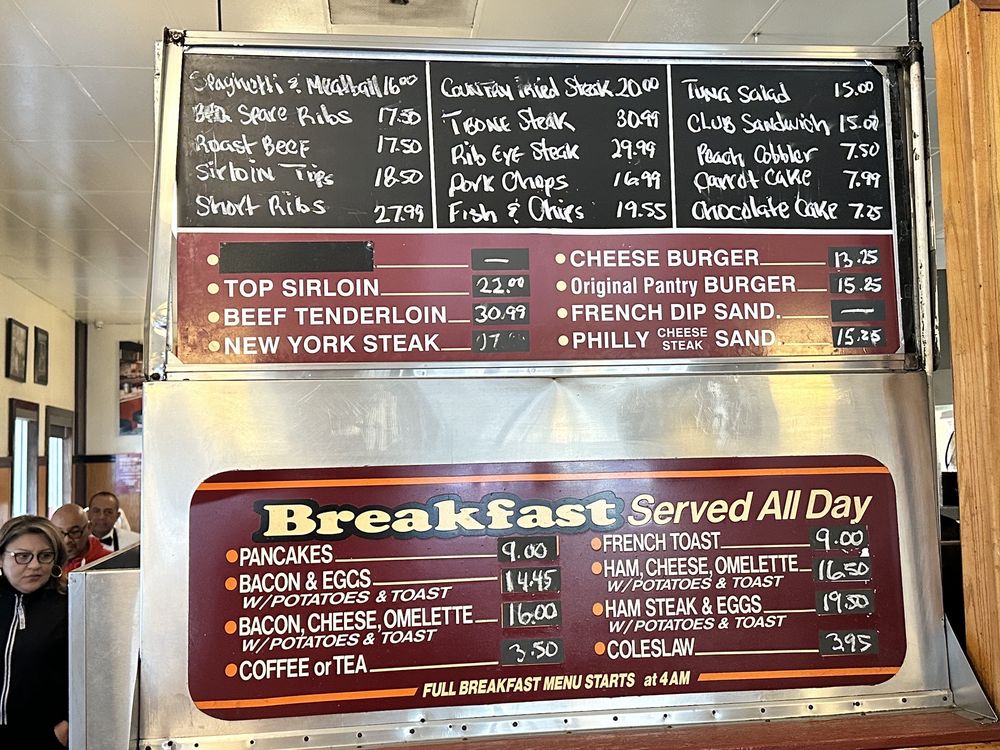 Spaghetti & Meatball 16.00
BBQ Spare Ribs 17.50
Roast Beef 17.50
Sirloin Tips 18.50
Short Ribs 27.99
Country Fried Steak 20.00
T BONE Steak 30.99
Rib Eye Steak 29.99
Pork Chops 16.99
Fish & Chips 19.55
Tuna Salad 15.00
CLUB Sandwich 15.00
Peach Cobbler 7.50
Carrot Cake 7.99
Chocolate Cake 7.25
—
TOP SIRLOIN 22.00
BEEF TENDERLOIN 30.99
NEW YORK STEAK
CHEESE BURGER 13.25
Original Pantry BURGER 15.25
FRENCH DIP SAND. —
PHILLY CHEESE STEAK SAND. 15.25
Breakfast Served All Day
PANCAKES 9.00
BACON & EGGS 14.45
W/POTATOES & TOAST
BACON, CHEESE, OMELETTE 16.00
W/POTATOES & TOAST
COFFEE or TEA 3.50
FRENCH TOAST 9.00
HAM, CHEESE, OMELETTE 16.50
W/POTATOES & TOAST
HAM STEAK & EGGS 19.50
W/POTATOES & TOAST
COLESLAW 3.95
FULL BREAKFAST MENU STARTS at 4 AM